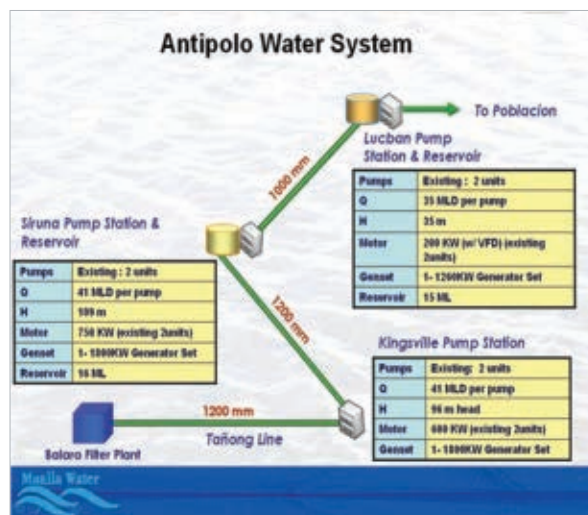 Antipolo Water System
To Poblacion
Lucban Pump
Station & Reservoir
1000 mm
Pumps Existing : 2 units
Q 35 MLD per pump
H 35 m
Motor 200 KW (w/ VFD) (existing
2units)
Genset 1- 1260KW Generator Set
Reservoir 15 ML
Siruna Pump Station &
Reservoir
Pumps Existing : 2 units
Q 41 MLD per pump
H 109 m
Motor 750 KW (existing 2units)
Genset 1- 1800KW Generator Set
Reservoir 16 ML
1200 mm
Kingsville Pump Station
Pumps Existing: 2 units
Q 41 MLD per pump
H 96 m head
Motor 600 KW (existing 2units)
Genset 1- 1800KW Generator Set
1200 mm
Tañong Line
Balara Filter Plant
Manila Water